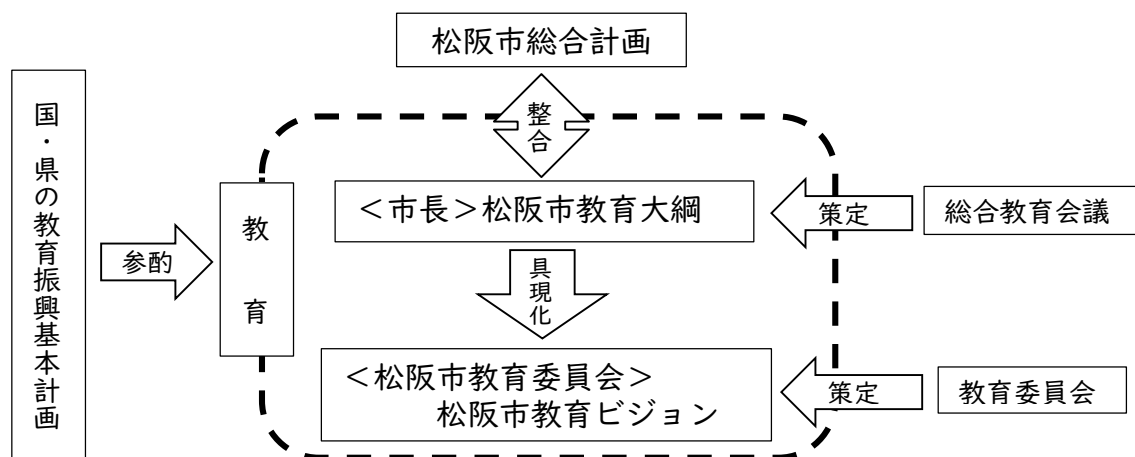 松阪市総合計画
整合
国・県の教育振興基本計画
参酌
教育
＜市長＞松阪市教育大綱
策定
総合教育会議
具現化
＜松阪市教育委員会＞
松阪市教育ビジョン
策定
教育委員会